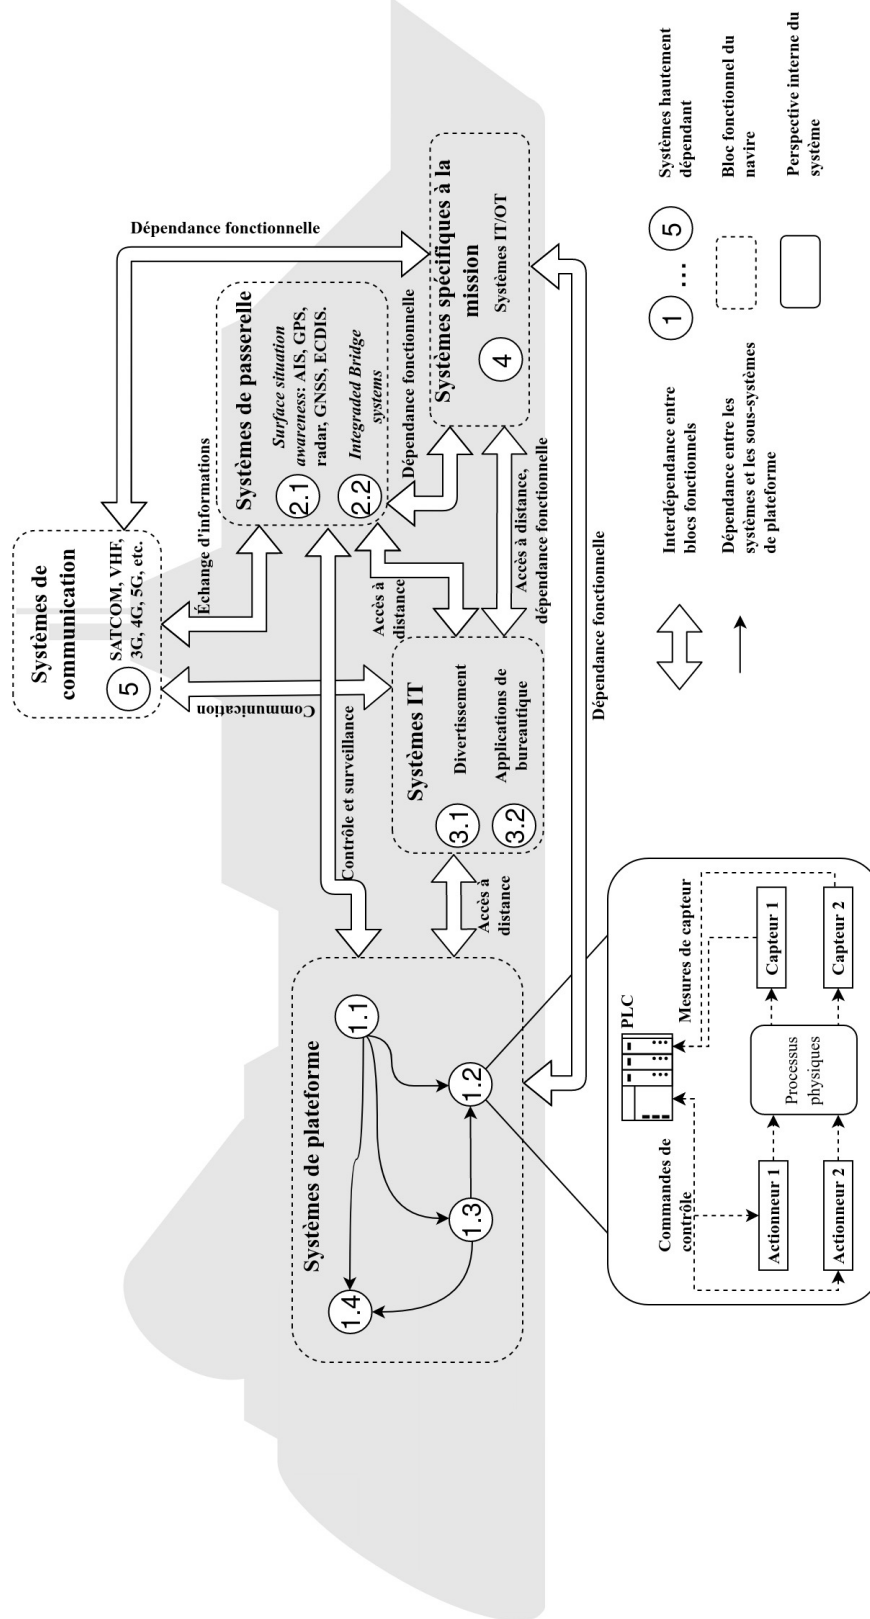 Systèmes de
communication
5
SATCOM, VHF,
3G, 4G, 5G, etc.
Dépendance fonctionnelle
Échange d'informations
Communication
Systèmes de passerelle
2.1
Surface situation
awareness: AIS, GPS,
radar, GNSS, ECDIS.
2.2
Integraded Bridge
systems
Contrôle et surveillance
Accès à
distance
Dépendance fonctionnelle
Systèmes spécifiques à la
mission
4
Systèmes IT/OT
Accès à distance,
dépendance fonctionnelle
Systèmes IT
3.1
Divertissement
3.2
Applications de
bureautique
Accès à
distance
Dépendance fonctionnelle
Systèmes de plateforme
1.1
1.2
1.3
1.4
PLC
Commandes de
contrôle
Mesures de capteur
Actionneur 1
Actionneur 2
Processus
physiques
Capteur 1
Capteur 2
Interdépendance entre
blocs fonctionnels
Dépendance entre les
systèmes et les sous-systèmes
de plateforme
1 ... 5
Systèmes hautement
dépendant
Bloc fonctionnel du
navire
Perspective interne du
système